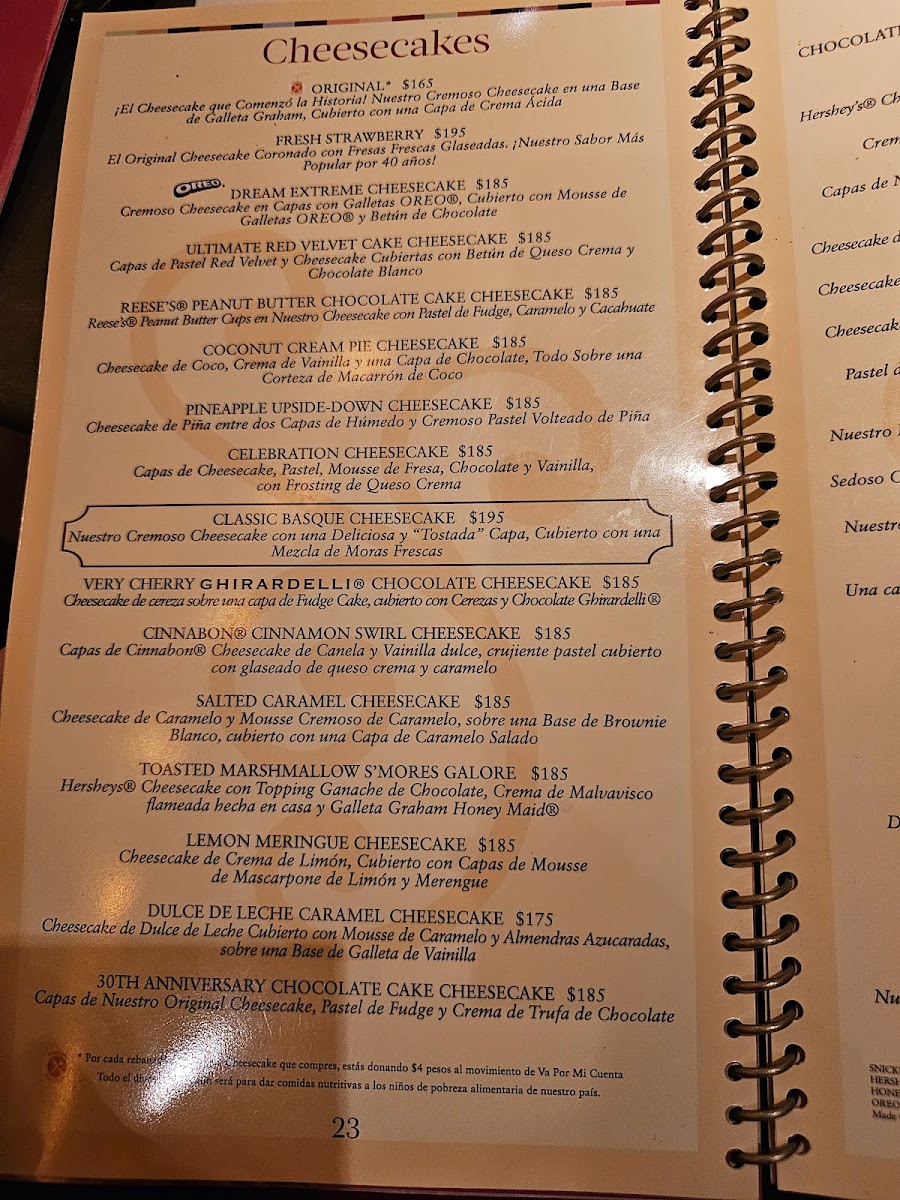 Cheesecakes
ORIGINAL* $165
¡El Cheesecake que Comenzó la Historia! Nuestro Cremoso Cheesecake en una Base
de Galleta Graham, Cubierto con una Capa de Crema Ácida
FRESH STRAWBERRY $195
El Original Cheesecake Coronado con Fresas Frescas Glaseadas. ¡Nuestro Sabor Más
Popular por 40 años!
OREO® DREAM EXTREME CHEESECAKE $185
Cremoso Cheesecake en Capas con Galletas OREO®, Cubierto con Mousse de
Galletas OREO® y Betún de Chocolate
ULTIMATE RED VELVET CAKE CHEESECAKE $185
Capas de Pastel Red Velvet y Cheesecake Cubiertas con Betún de Queso Crema y
Chocolate Blanco
REESE'S® PEANUT BUTTER CHOCOLATE CAKE CHEESECAKE $185
Reese's® Peanut Butter Cups en Nuestro Cheesecake con Pastel de Fudge, Caramelo y Cacahuate
COCONUT CREAM PIE CHEESECAKE $185
Cheesecake de Coco, Crema de Vainilla y una Capa de Chocolate, Todo Sobre una
Corteza de Macarrón de Coco
PINEAPPLE UPSIDE-DOWN CHEESECAKE $185
Cheesecake de Piña entre dos Capas de Húmedo y Cremoso Pastel Volteado de Piña
CELEBRATION CHEESECAKE $185
Capas de Cheesecake, Pastel, Mousse de Fresa, Chocolate y Vainilla,
con Frosting de Queso Crema
CLASSIC BASQUE CHEESECAKE $195
Nuestro Cremoso Cheesecake con una Deliciosa y “Tostada” Capa, Cubierto con una
Mezcla de Moras Frescas
VERY CHERRY GHIRARDELLI® CHOCOLATE CHEESECAKE $185
Cheesecake de cereza sobre una capa de Fudge Cake, cubierto con Cerezas y Chocolate Ghirardelli®
CINNABON® CINNAMON SWIRL CHEESECAKE $185
Capas de Cinnabon® Cheesecake de Canela y Vainilla dulce, crujiente pastel cubierto
con glaseado de queso crema y caramelo
SALTED CARAMEL CHEESECAKE $185
Cheesecake de Caramelo y Mousse Cremoso de Caramelo, sobre una Base de Brownie
Blanco, cubierto con una Capa de Caramelo Salado
TOASTED MARSHMALLOW S'MORES GALORE $185
Hersheys® Cheesecake con Topping Ganache de Chocolate, Crema de Malvavisco
flameada hecha en casa y Galleta Graham Honey Maid®
LEMON MERINGUE CHEESECAKE $185
Cheesecake de Crema de Limón, Cubierto con Capas de Mousse
de Mascarpone de Limón y Merengue
DULCE DE LECHE CARAMEL CHEESECAKE $175
Cheesecake de Dulce de Leche Cubierto con Mousse de Caramelo y Almendras Azucaradas,
sobre una Base de Galleta de Vainilla
30TH ANNIVERSARY CHOCOLATE CAKE CHEESECAKE $185
Capas de Nuestro Original Cheesecake, Pastel de Fudge y Crema de Trufa de Chocolate
* Por cada Cheesecake que compres, estás donando $4 pesos al movimiento de Va Por Mi Cuenta
Todo el será para dar comidas nutritivas a los niños de pobreza alimentaria de nuestro país.
23
CHOCOLATE
Hershey's® Ch
Crem
Capas de N
Cheesecake d
Cheesecake
Cheesecak
Pastel d
Nuestro
Sedoso C
Nuestro
Una ca
D
Nu
SNICK
HERSH
HONE
OREO
Made